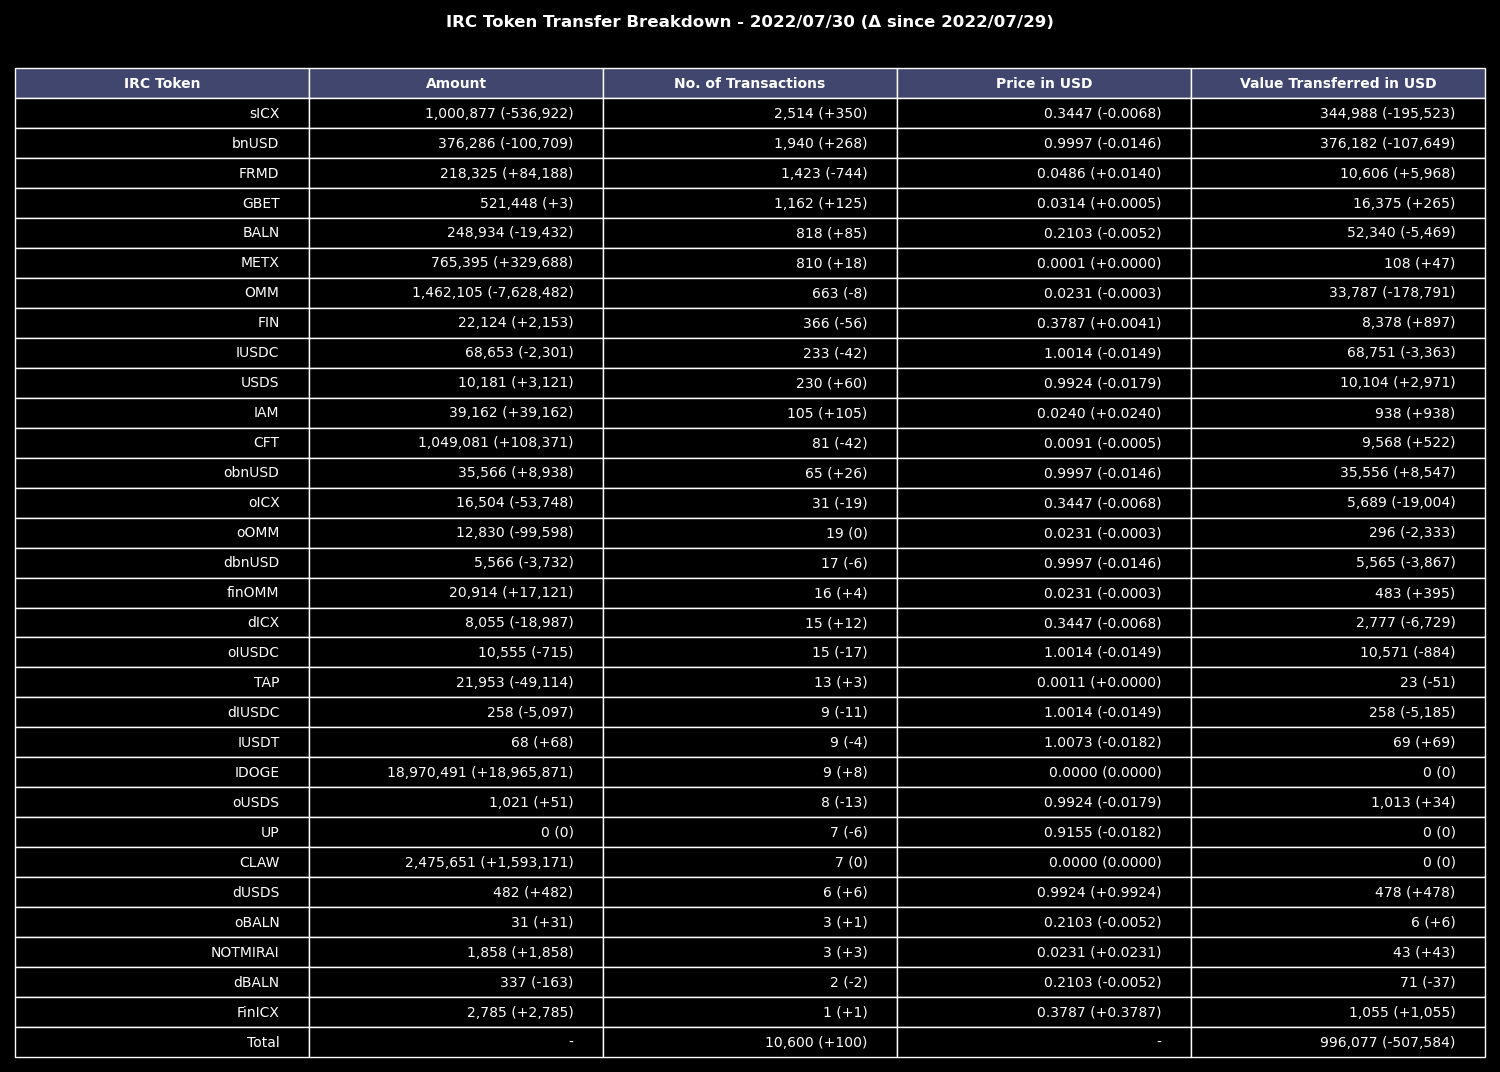 IRC Token Transfer Breakdown - 2022/07/30 (Δ since 2022/07/29)
IRC Token Amount No. of Transactions Price in USD Value Transferred in USD
sICX 1,000,877 (-536,922) 2,514 (+350) 0.3447 (-0.0068) 344,988 (-195,523)
bnUSD 376,286 (-100,709) 1,940 (+268) 0.9997 (-0.0146) 376,182 (-107,649)
FRMD 218,325 (+84,188) 1,423 (-744) 0.0486 (+0.0140) 10,606 (+5,968)
GBET 521,448 (+3) 1,162 (+125) 0.0314 (+0.0005) 16,375 (+265)
BALN 248,934 (-19,432) 818 (+85) 0.2103 (-0.0052) 52,340 (-5,469)
METX 765,395 (+329,688) 810 (+18) 0.0001 (+0.0000) 108 (+47)
OMM 1,462,105 (-7,628,482) 663 (-8) 0.0231 (-0.0003) 33,787 (-178,791)
FIN 22,124 (+2,153) 366 (-56) 0.3787 (+0.0041) 8,378 (+897)
IUSDC 68,653 (-2,301) 233 (-42) 1.0014 (-0.0149) 68,751 (-3,363)
USDS 10,181 (+3,121) 230 (+60) 0.9924 (-0.0179) 10,104 (+2,971)
IAM 39,162 (+39,162) 105 (+105) 0.0240 (+0.0240) 938 (+938)
CFT 1,049,081 (+108,371) 81 (-42) 0.0091 (-0.0005) 9,568 (+522)
obnUSD 35,566 (+8,938) 65 (+26) 0.9997 (-0.0146) 35,556 (+8,547)
oICX 16,504 (-53,748) 31 (-19) 0.3447 (-0.0068) 5,689 (-19,004)
oOMM 12,830 (-99,598) 19 (0) 0.0231 (-0.0003) 296 (-2,333)
dbnUSD 5,566 (-3,732) 17 (-6) 0.9997 (-0.0146) 5,565 (-3,867)
finOMM 20,914 (+17,121) 16 (+4) 0.0231 (-0.0003) 483 (+395)
dICX 8,055 (-18,987) 15 (+12) 0.3447 (-0.0068) 2,777 (-6,729)
oIUSDC 10,555 (-715) 15 (-17) 1.0014 (-0.0149) 10,571 (-884)
TAP 21,953 (-49,114) 13 (+3) 0.0011 (+0.0000) 23 (-51)
dIUSDC 258 (-5,097) 9 (-11) 1.0014 (-0.0149) 258 (-5,185)
IUSDT 68 (+68) 9 (-4) 1.0073 (-0.0182) 69 (+69)
IDOGE 18,970,491 (+18,965,871) 9 (+8) 0.0000 (0.0000) 0 (0)
oUSDS 1,021 (+51) 8 (-13) 0.9924 (-0.0179) 1,013 (+34)
UP 0 (0) 7 (-6) 0.9155 (-0.0182) 0 (0)
CLAW 2,475,651 (+1,593,171) 7 (0) 0.0000 (0.0000) 0 (0)
dUSDS 482 (+482) 6 (+6) 0.9924 (+0.9924) 478 (+478)
oBALN 31 (+31) 3 (+1) 0.2103 (-0.0052) 6 (+6)
NOTMIRAI 1,858 (+1,858) 3 (+3) 0.0231 (+0.0231) 43 (+43)
dBALN 337 (-163) 2 (-2) 0.2103 (-0.0052) 71 (-37)
FinICX 2,785 (+2,785) 1 (+1) 0.3787 (+0.3787) 1,055 (+1,055)
Total - 10,600 (+100) - 996,077 (-507,584)